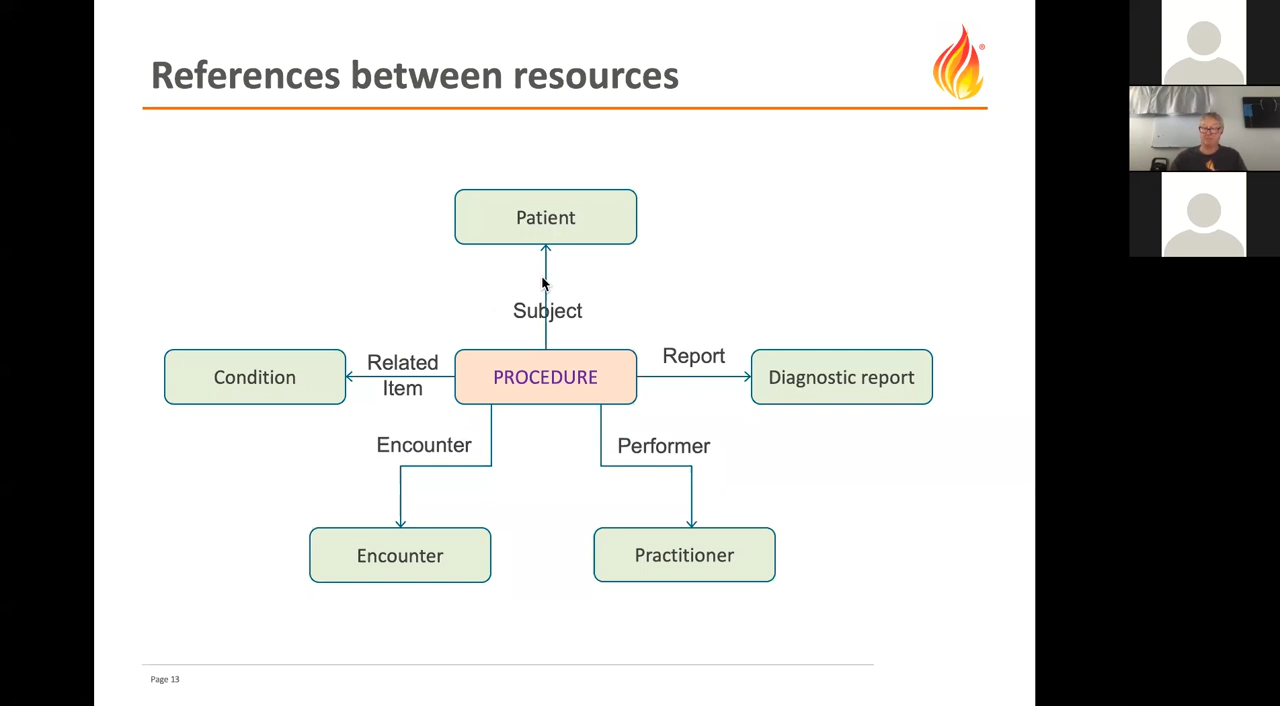 References between resources
®
Patient
Subject
Condition
Related
Item
PROCEDURE
Report
Diagnostic report
Encounter
Performer
Encounter
Practitioner
Page 13